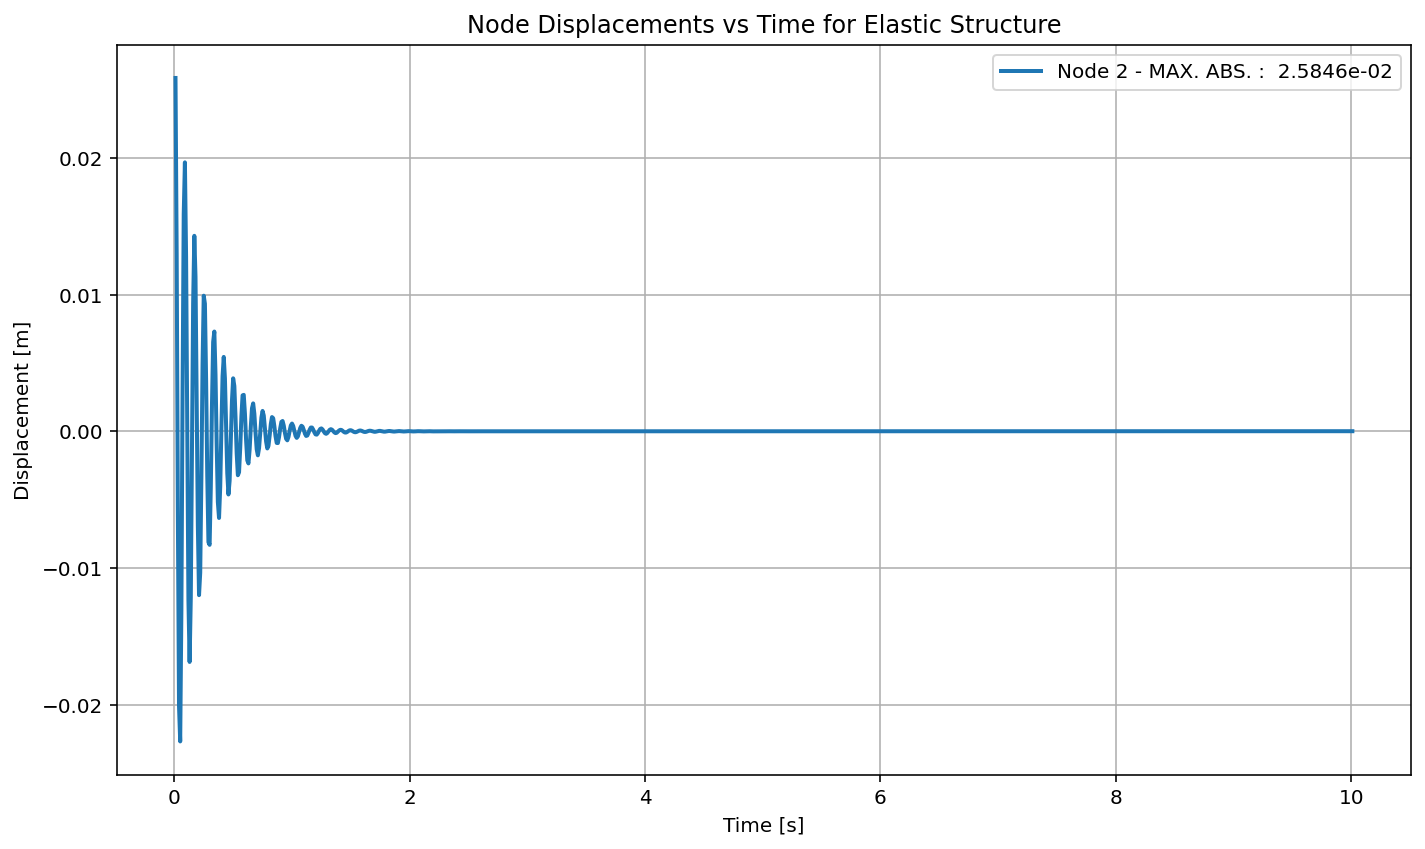 Node Displacements vs Time for Elastic Structure
Node 2 - MAX. ABS. :  2.5846e-02
Displacement [m]
0.02
0.01
0.00
−0.01
−0.02
0 2 4 6 8 10
Time [s]